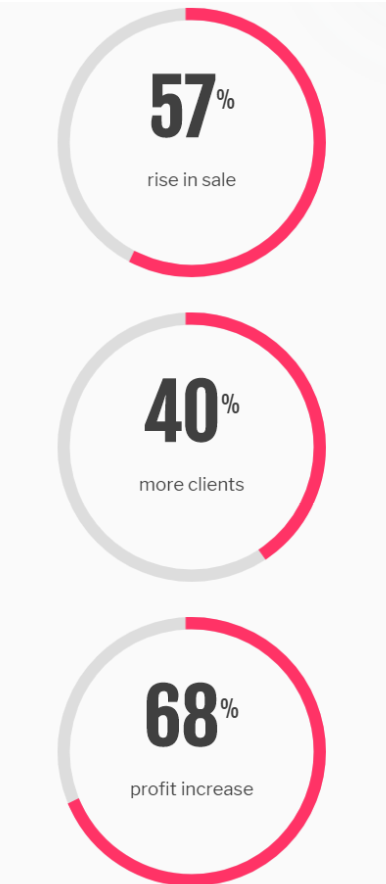 57%
rise in sale
40%
more clients
68%
profit increase